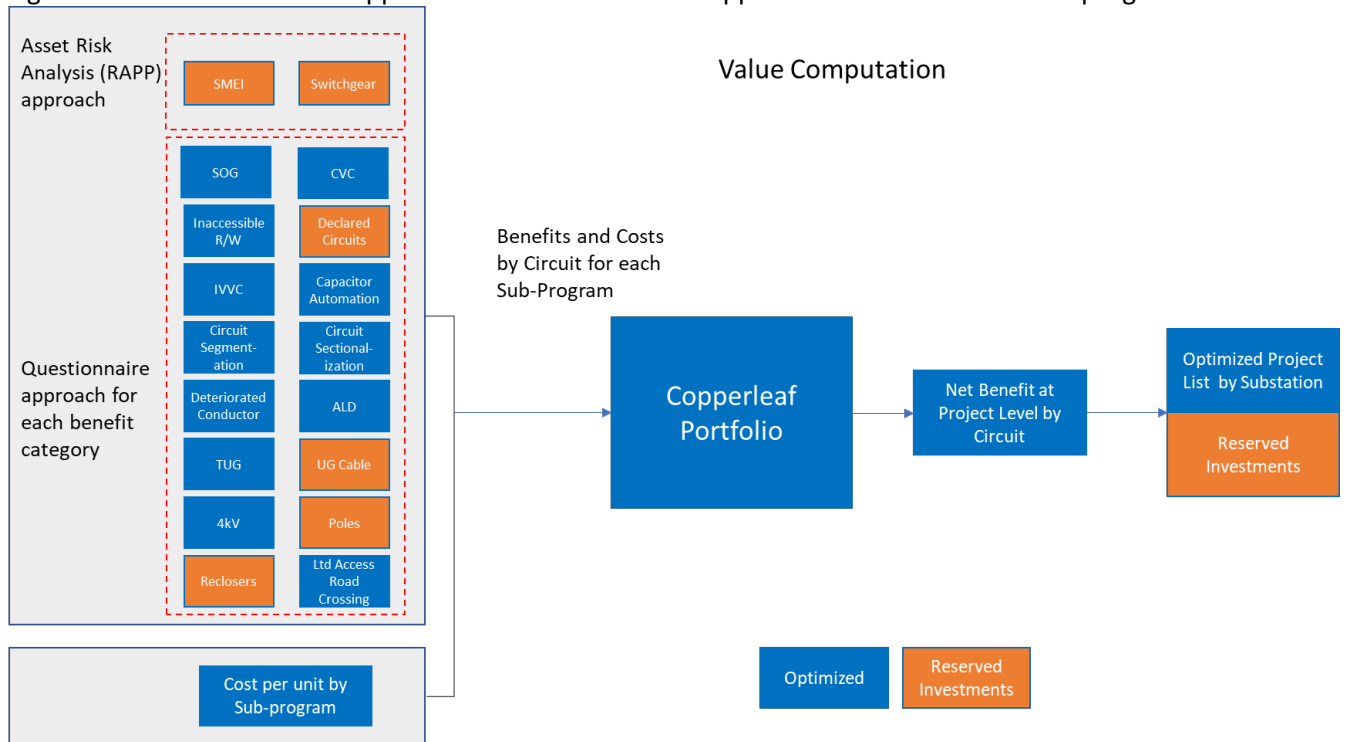 Asset Risk
Analysis (RAPP)
approach
SMEI
Switchgear
Value Computation
SOG
CVC
Inaccessible
R/W
Declared
Circuits
IVVC
Capacitor
Automation
Circuit
Segment-
ation
Circuit
Sectional-
ization
Deteriorated
Conductor
ALD
TUG
UG Cable
4kV
Poles
Reclosers
Ltd Access
Road
Crossing
Questionnaire
approach for
each benefit
category
Cost per unit by
Sub-program
Benefits and Costs
by Circuit for each
Sub-Program
Copperleaf
Portfolio
Net Benefit at
Project Level by
Circuit
Optimized Project
List by Substation
Reserved
Investments
Optimized
Reserved
Investments